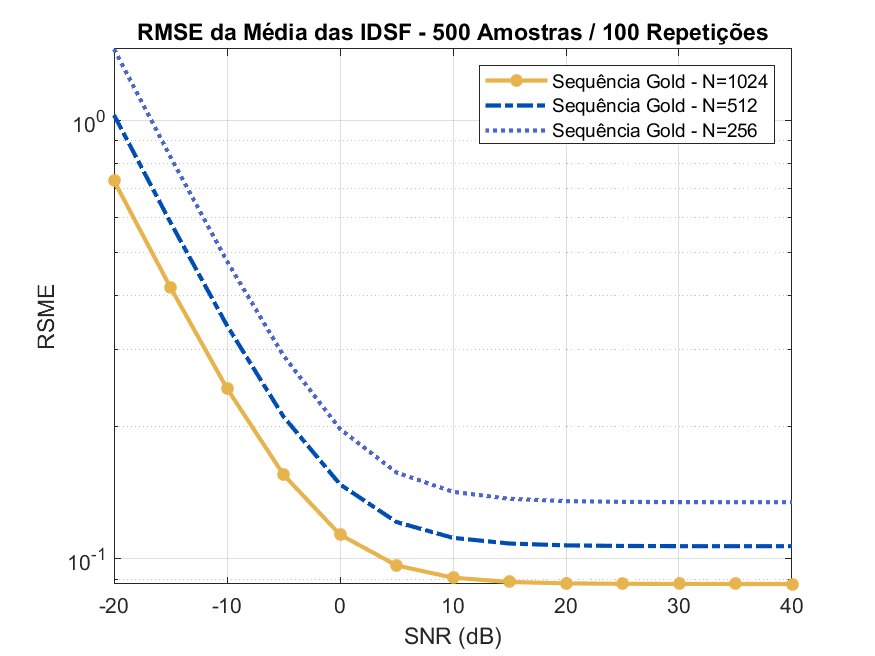 RMSE da Média das IDSF - 500 Amostras / 100 Repetições
Sequência Gold - N=1024
Sequência Gold - N=512
Sequência Gold - N=256
10^0
10^-1
RSME
-20 -10 0 10 20 30 40
SNR (dB)